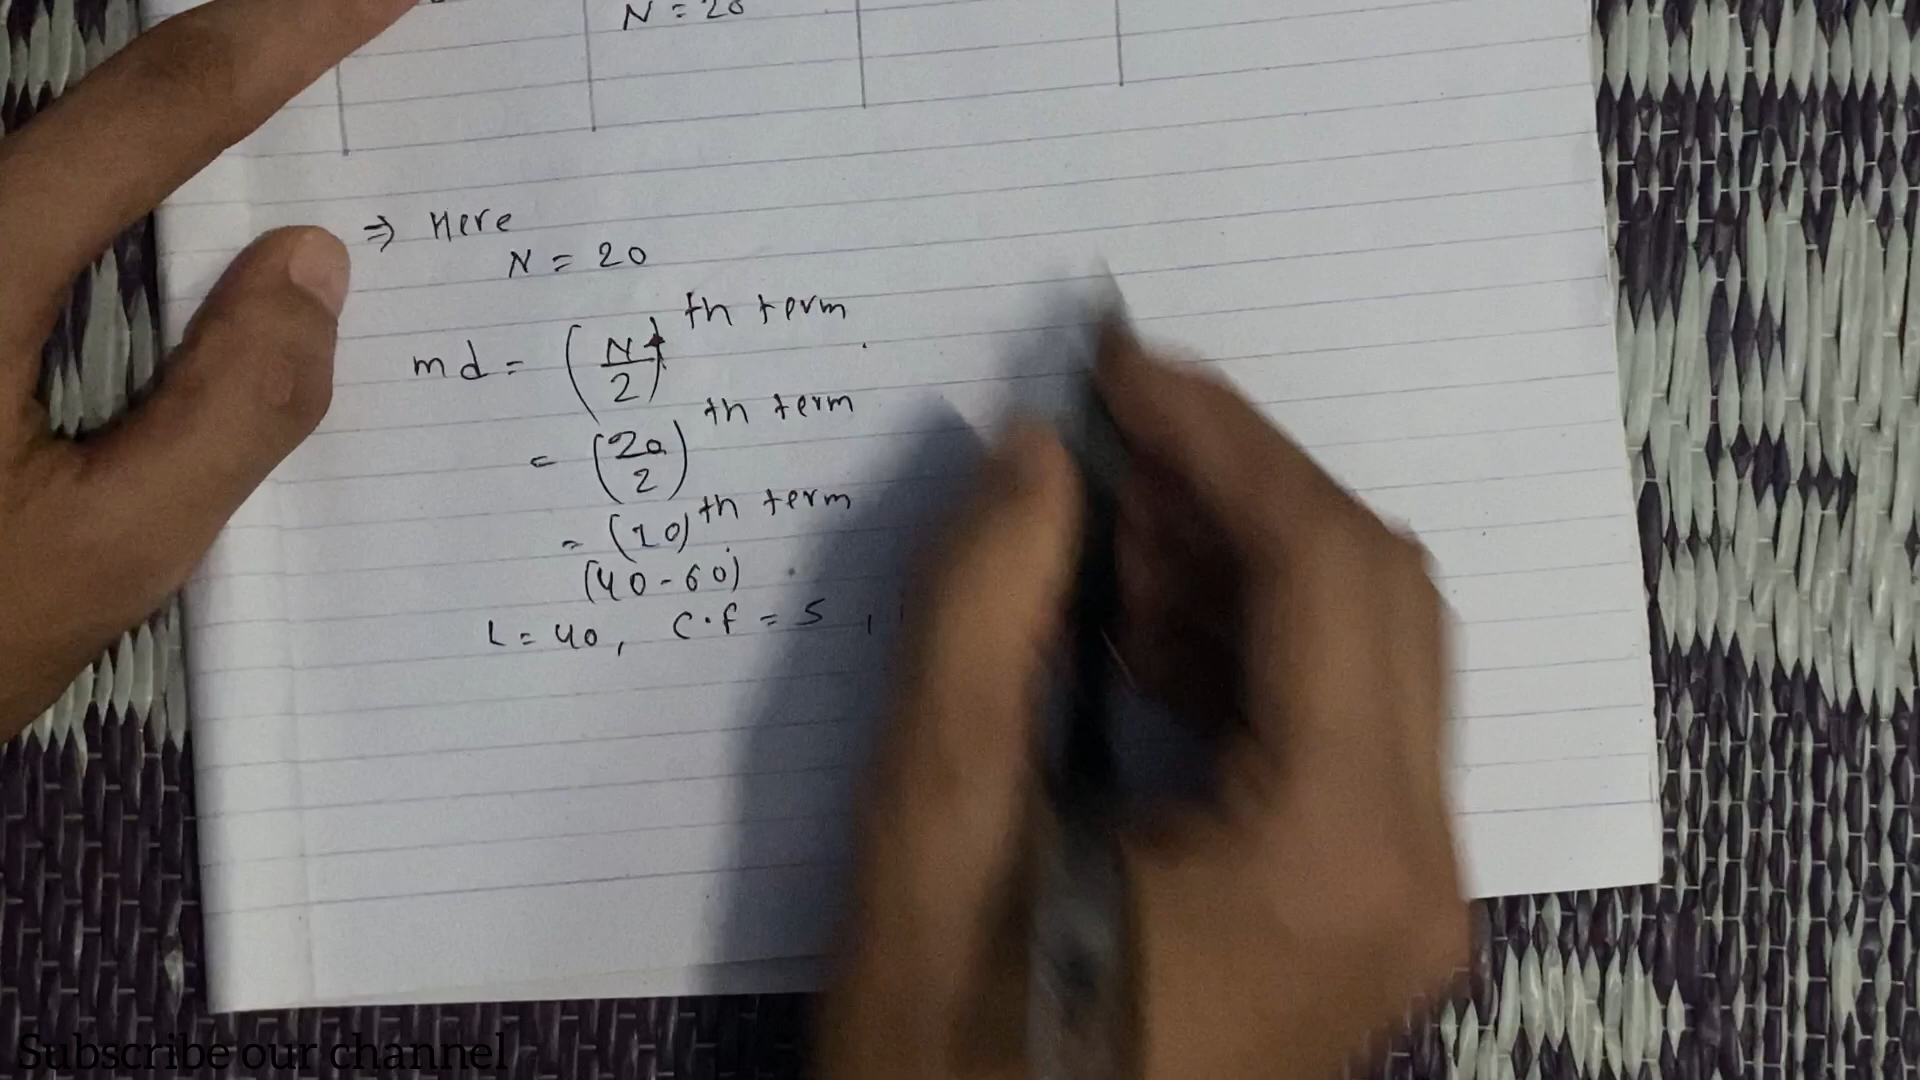 N = 20
⇒ Here
N = 20
md = (N/2) th term
= (20/2) th term
= (10) th term
(40-60)
L = 40, C.f = 5 ,
Subscribe our channel